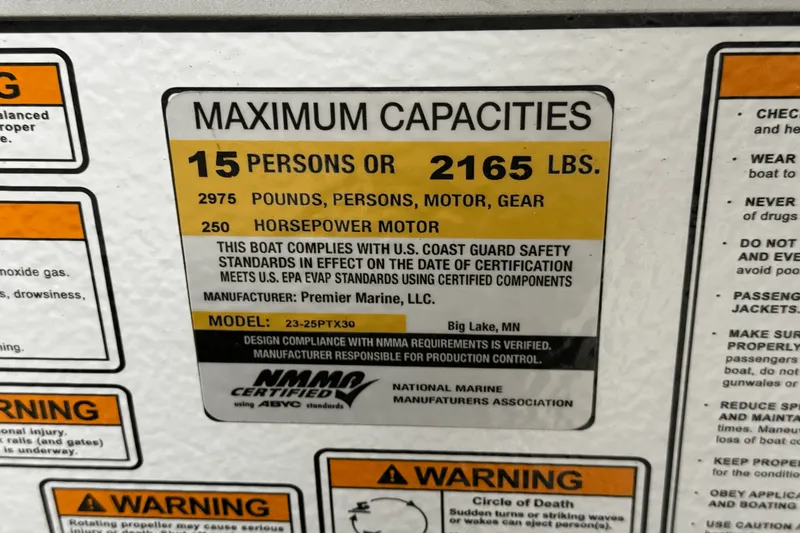 G
alanced
roper
e.
noxide gas.
s, drowsiness,
ning.
RNING
onal injury.
k rails (and gates)
is underway.
WARNING
Rotating propeller may cause serious
MAXIMUM CAPACITIES
15 PERSONS OR 2165 LBS.
2975 POUNDS, PERSONS, MOTOR, GEAR
250 HORSEPOWER MOTOR
THIS BOAT COMPLIES WITH U.S. COAST GUARD SAFETY
STANDARDS IN EFFECT ON THE DATE OF CERTIFICATION
MEETS U.S. EPA EVAP STANDARDS USING CERTIFIED COMPONENTS
MANUFACTURER: Premier Marine, LLC.
MODEL: 23-25PTX30 Big Lake, MN
DESIGN COMPLIANCE WITH NMMA REQUIREMENTS IS VERIFIED.
MANUFACTURER RESPONSIBLE FOR PRODUCTION CONTROL.
NMMA
CERTIFIED
using ABYC standards
NATIONAL MARINE
MANUFATURERS ASSOCIATION
WARNING
Circle of Death
Sudden turns or striking waves
or wakes can eject person(s).
• CHEC
and he
• WEAR
boat to
• NEVER
of drugs
• DO NOT
AND EVE
avoid poo
• PASSENG
JACKETS.
• MAKE SUR
PROPERLY
passengers
boat, do not
gunwales or
• REDUCE SP
AND MAINTA
times. Maneu
loss of boat co
• KEEP PROPE
for the conditio
• OBEY APPLICA
AND BOATING
• USE CAUTION A